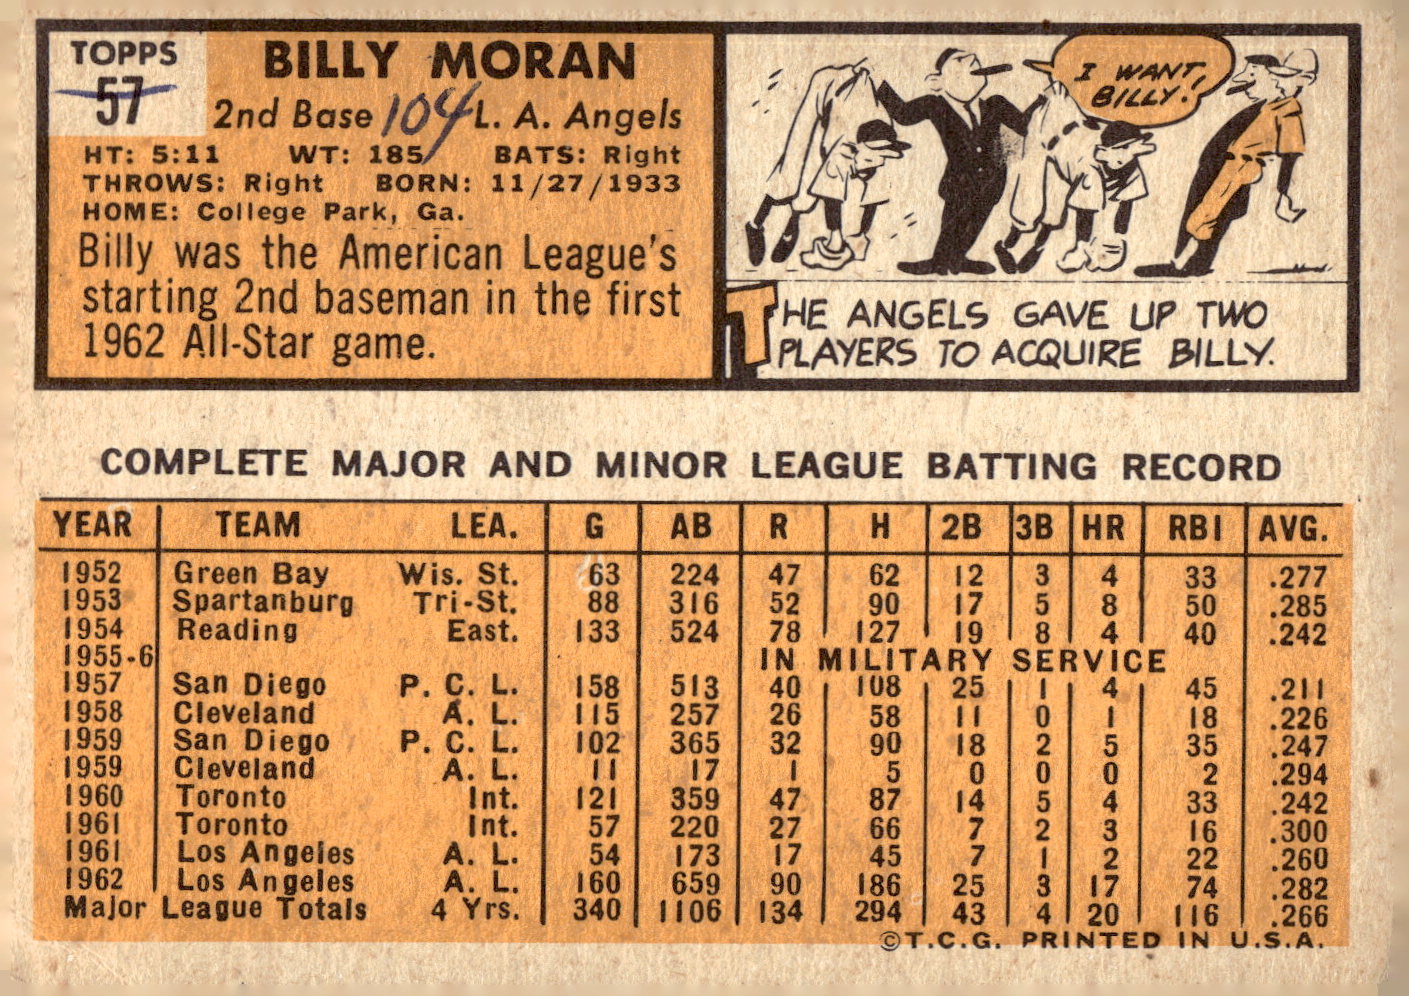 TOPPS
57
BILLY MORAN
2nd Base 104 L. A. Angels
HT: 5:11 WT: 185 BATS: Right
THROWS: Right BORN: 11/27/1933
HOME: College Park, Ga.
Billy was the American League's
starting 2nd baseman in the first
1962 All-Star game.
I WANT,
BILLY!
THE ANGELS GAVE UP TWO
PLAYERS TO ACQUIRE BILLY.
COMPLETE MAJOR AND MINOR LEAGUE BATTING RECORD
YEAR TEAM LEA. G AB R H 2B 3B HR RBI AVG.
1952 Green Bay Wis. St. 63 224 47 62 12 3 4 33 .277
1953 Spartanburg Tri-St. 88 316 52 90 17 5 8 50 .285
1954 Reading East. 133 524 78 127 19 8 4 40 .242
1955-6 IN MILITARY SERVICE
1957 San Diego P. C. L. 158 513 40 108 25 1 4 45 .211
1958 Cleveland A. L. 115 257 26 58 11 0 1 18 .226
1959 San Diego P. C. L. 102 365 32 90 18 2 5 35 .247
1959 Cleveland A. L. 11 17 1 5 0 0 0 2 .294
1960 Toronto Int. 121 359 47 87 14 5 4 33 .242
1961 Toronto Int. 57 220 27 66 7 2 3 16 .300
1961 Los Angeles A. L. 54 173 17 45 7 1 2 22 .260
1962 Los Angeles A. L. 160 659 90 186 25 3 17 74 .282
Major League Totals 4 Yrs. 340 1106 134 294 43 4 20 116 .266
©T.C.G. PRINTED IN U.S.A.